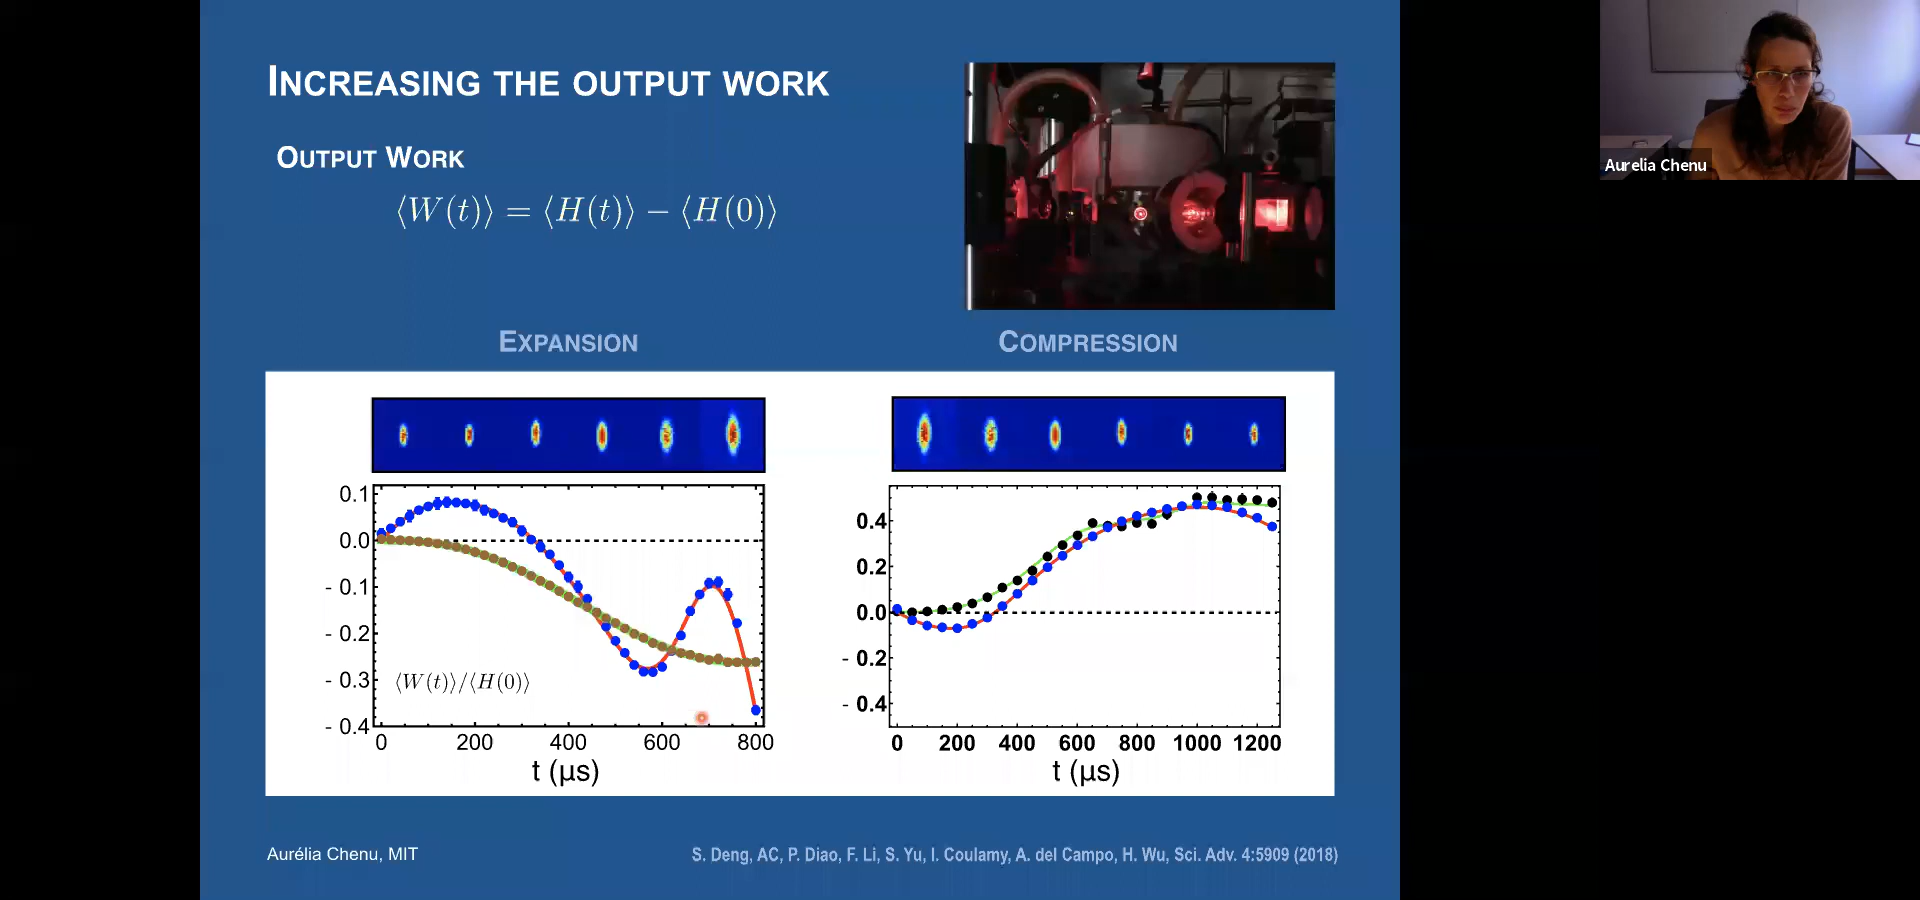 INCREASING THE OUTPUT WORK
OUTPUT WORK
⟨W(t)⟩ = ⟨H(t)⟩ − ⟨H(0)⟩
Aurelia Chenu
EXPANSION
COMPRESSION
0.1
0.0
- 0.1
- 0.2
- 0.3
- 0.4
⟨W(t)⟩/⟨H(0)⟩
0 200 400 600 800
t (μs)
0.4
0.2
0.0
- 0.2
- 0.4
0 200 400 600 800 1000 1200
t (μs)
Aurélia Chenu, MIT
S. Deng, AC, P. Diao, F. Li, S. Yu, I. Coulamy, A. del Campo, H. Wu, Sci. Adv. 4:5909 (2018)